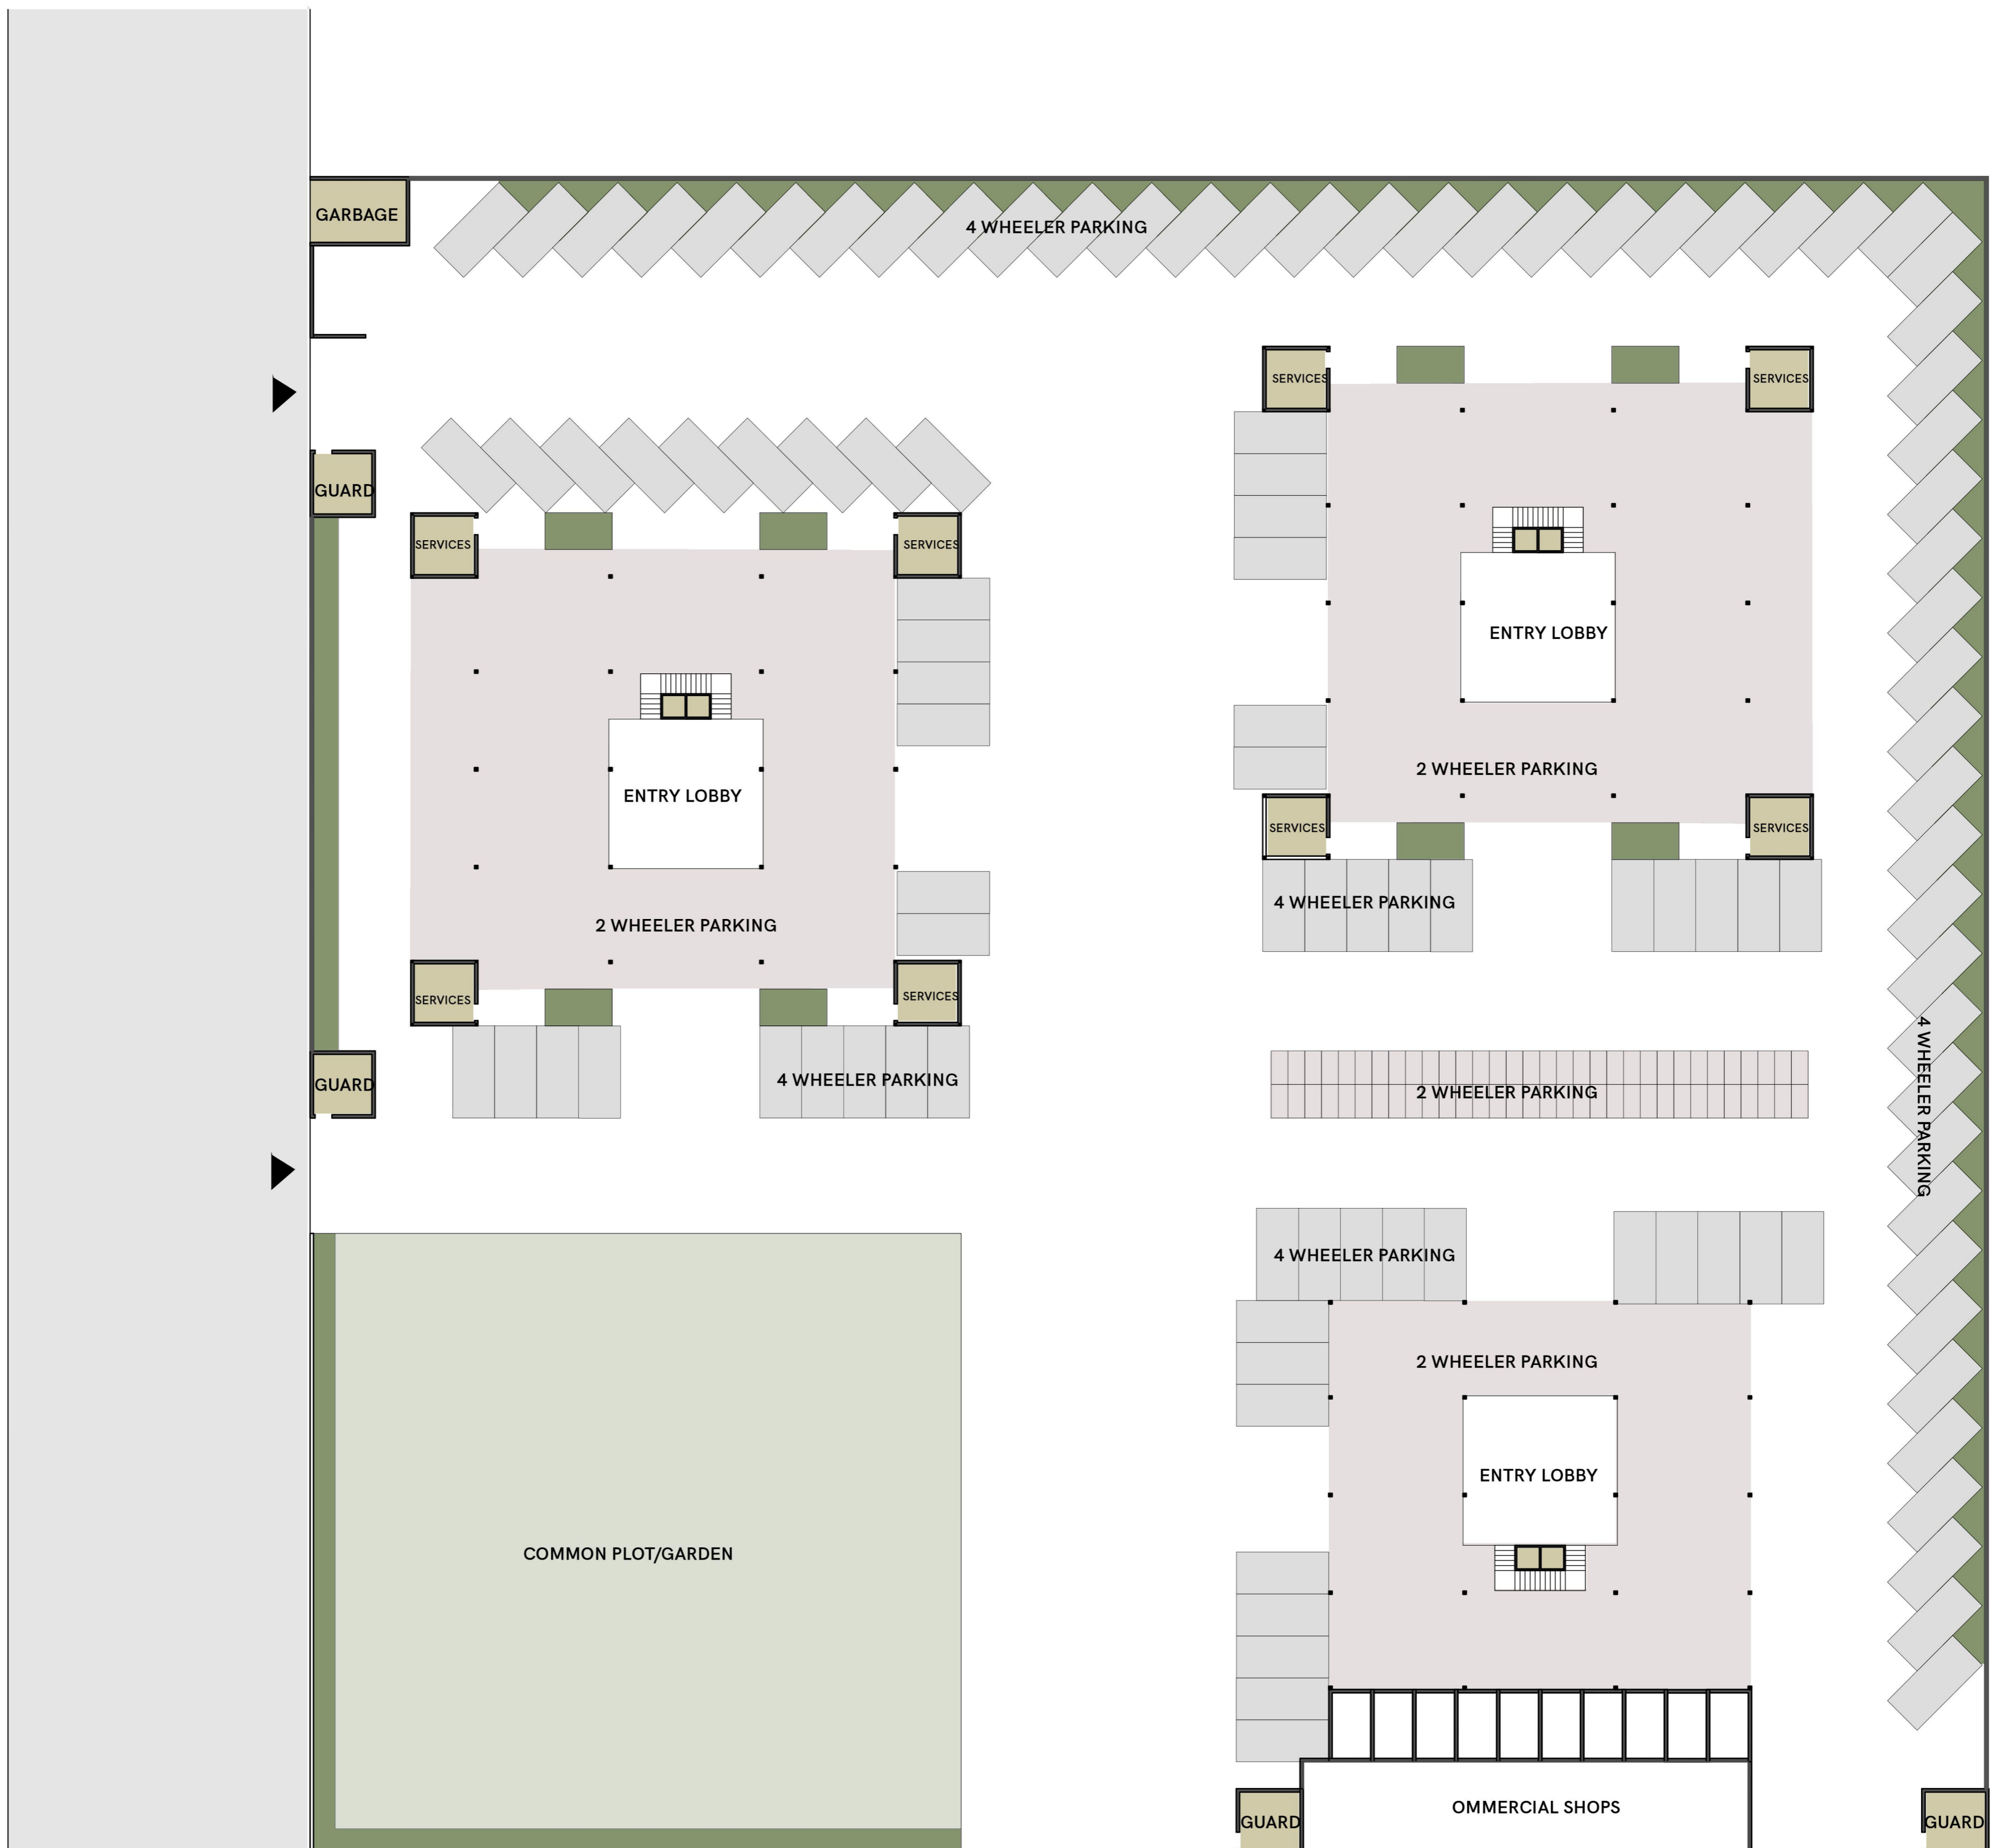 GARBAGE
4 WHEELER PARKING
SERVICES
SERVICES
GUARD
SERVICES
SERVICES
ENTRY LOBBY
2 WHEELER PARKING
ENTRY LOBBY
SERVICES
SERVICES
4 WHEELER PARKING
2 WHEELER PARKING
SERVICES
SERVICES
GUARD
4 WHEELER PARKING
2 WHEELER PARKING
4 WHEELER PARKING
4 WHEELER PARKING
2 WHEELER PARKING
ENTRY LOBBY
COMMON PLOT/GARDEN
OMMERCIAL SHOPS
GUARD
GUARD